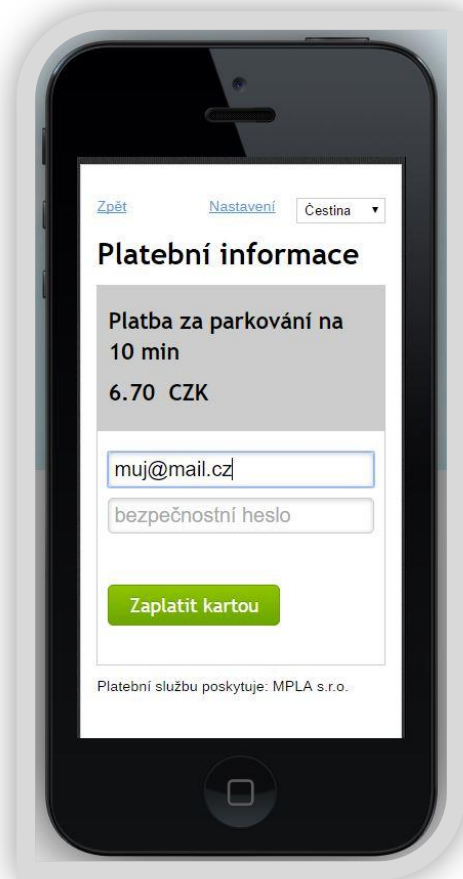 Zpět Nastavení Čestina
Platební informace
Platba za parkování na
10 min
6.70 CZK
muj@mail.cz
bezpečnostní heslo
Zaplatit kartou
Platební službu poskytuje: MPLA s.r.o.